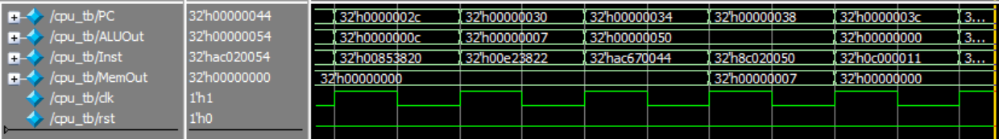 /cpu_tb/PC 32'h00000044 32'h0000002c 32'h00000030 32'h00000034 32'h00000038 32'h0000003c 3...
/cpu_tb/ALUOut 32'h00000054 32'h0000000c 32'h00000007 32'h00000050 32'h00000000 3...
/cpu_tb/Inst 32'hac020054 32'h00853820 32'h00e23822 32'hac670044 32'h8c020050 32'h0c000011 3...
/cpu_tb/MemOut 32'h00000000 32'h00000000 32'h00000007 32'h00000000
/cpu_tb/clk 1'h1
/cpu_tb/rst 1'h0